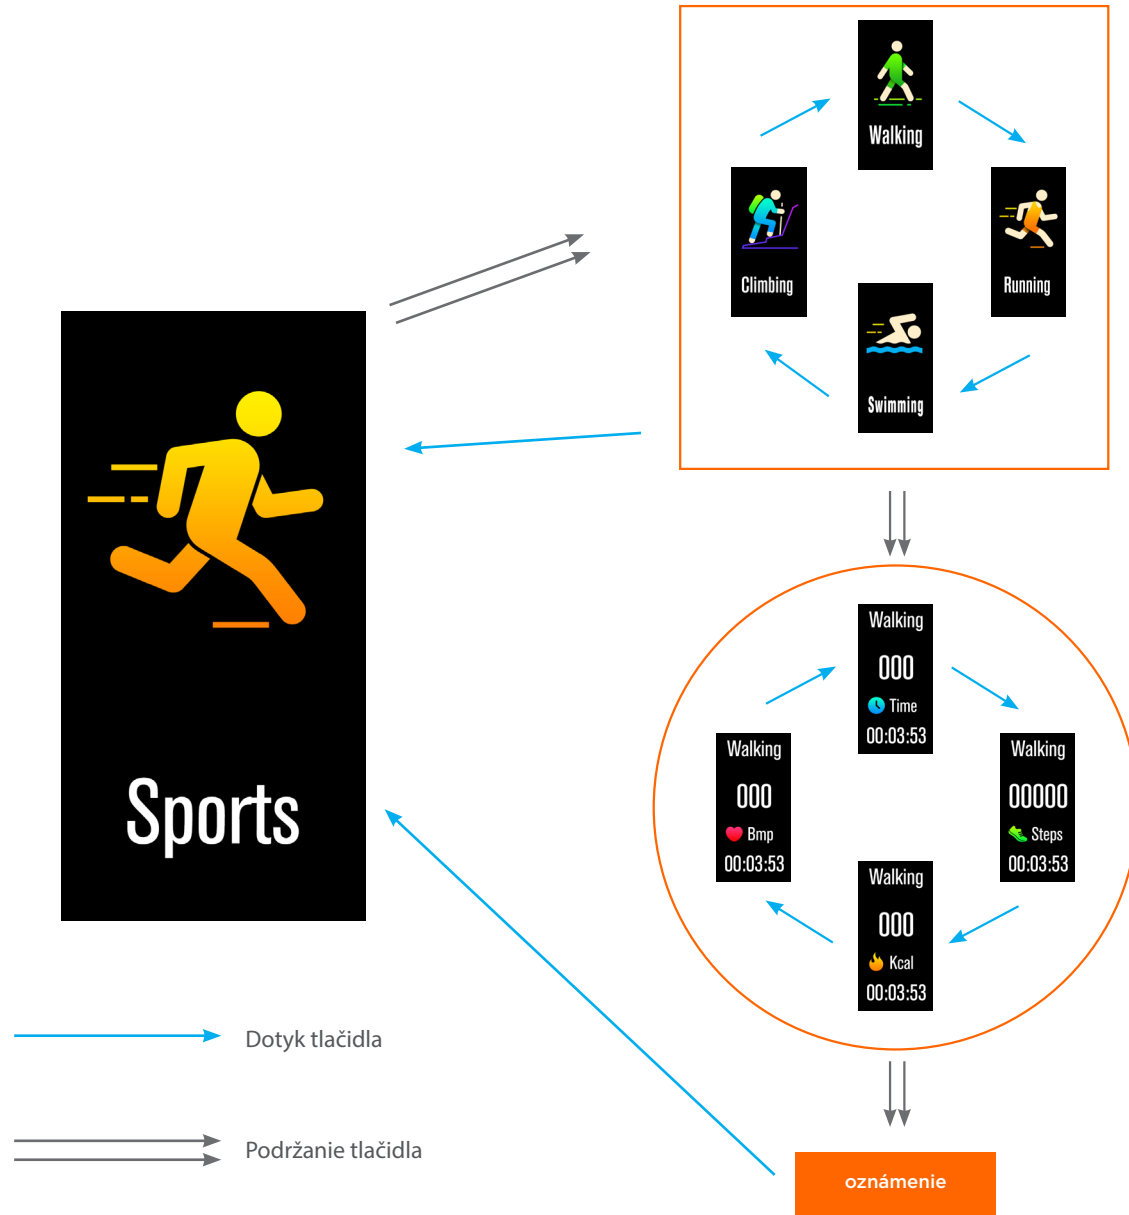 Walking
Climbing
Running
Swimming
Sports
Walking
000
Time
00:03:53
Walking
000
Bmp
00:03:53
Walking
00000
Steps
00:03:53
Walking
000
Kcal
00:03:53
Dotyk tlačidla
Podržanie tlačidla
oznámenie